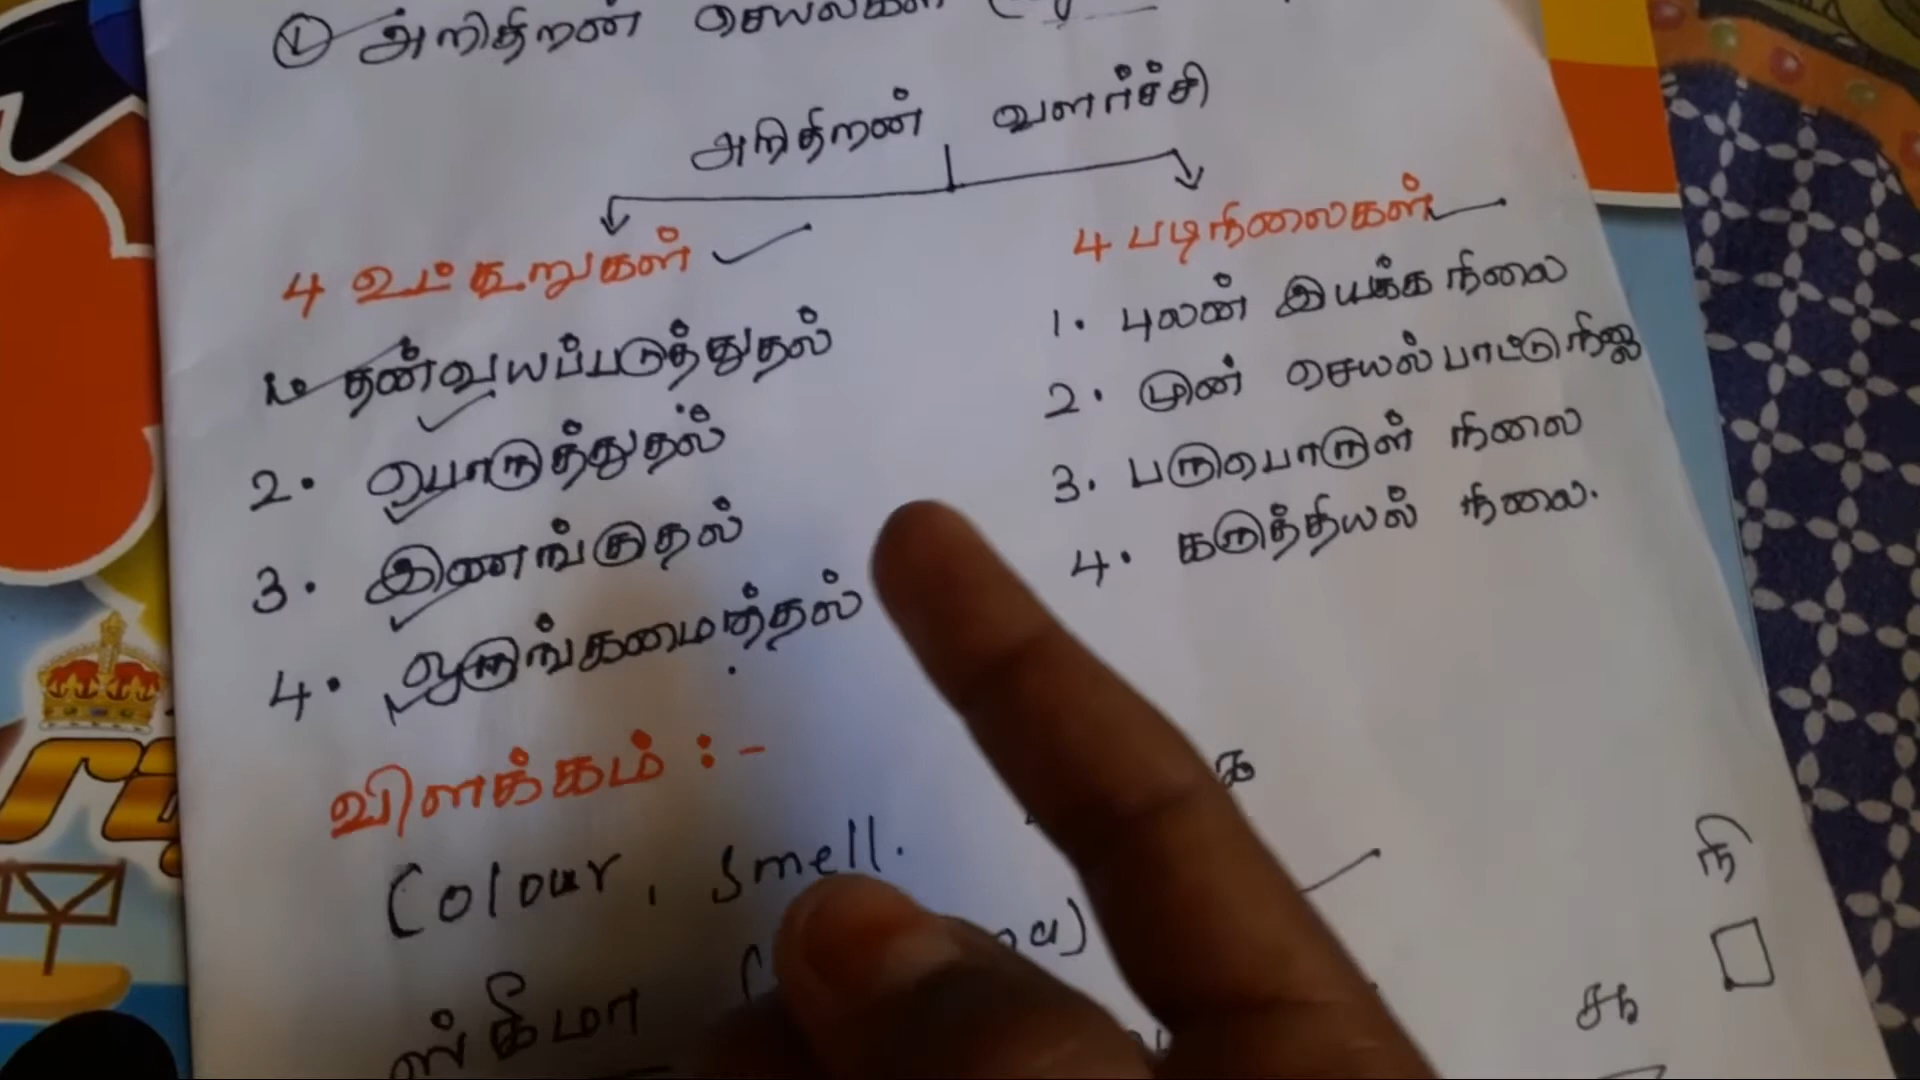 1 அறிதிறன் செயல்கள்
அறிதிறன் வளர்ச்சி
4 உட்கூறுகள்
1. தன்வயப்படுத்துதல்
2. பொருத்துதல்
3. இணங்குதல்
4. ஒருங்கமைத்தல்
4 படிநிலைகள்
1. புலன் இயக்க நிலை
2. முன் செயல்பாட்டு நிலை
3. பருபொருள் நிலை
4. கருத்தியல் நிலை.
விளக்கம் :-
Colour, Smell.
ஸ்கீமா
நி